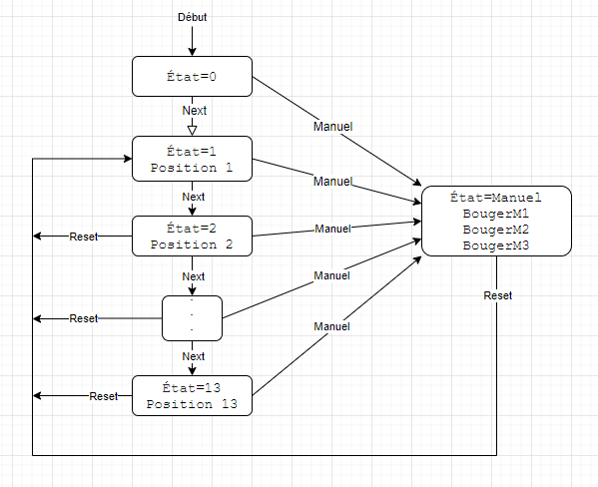 Début
État=0
Next
Manuel
État=1
Position 1
Manuel
Next
État=Manuel
BougerM1
BougerM2
BougerM3
État=2
Position 2
Reset
Manuel
Next
Manuel
.
.
.
Reset
Reset
Manuel
Next
État=13
Position 13
Reset